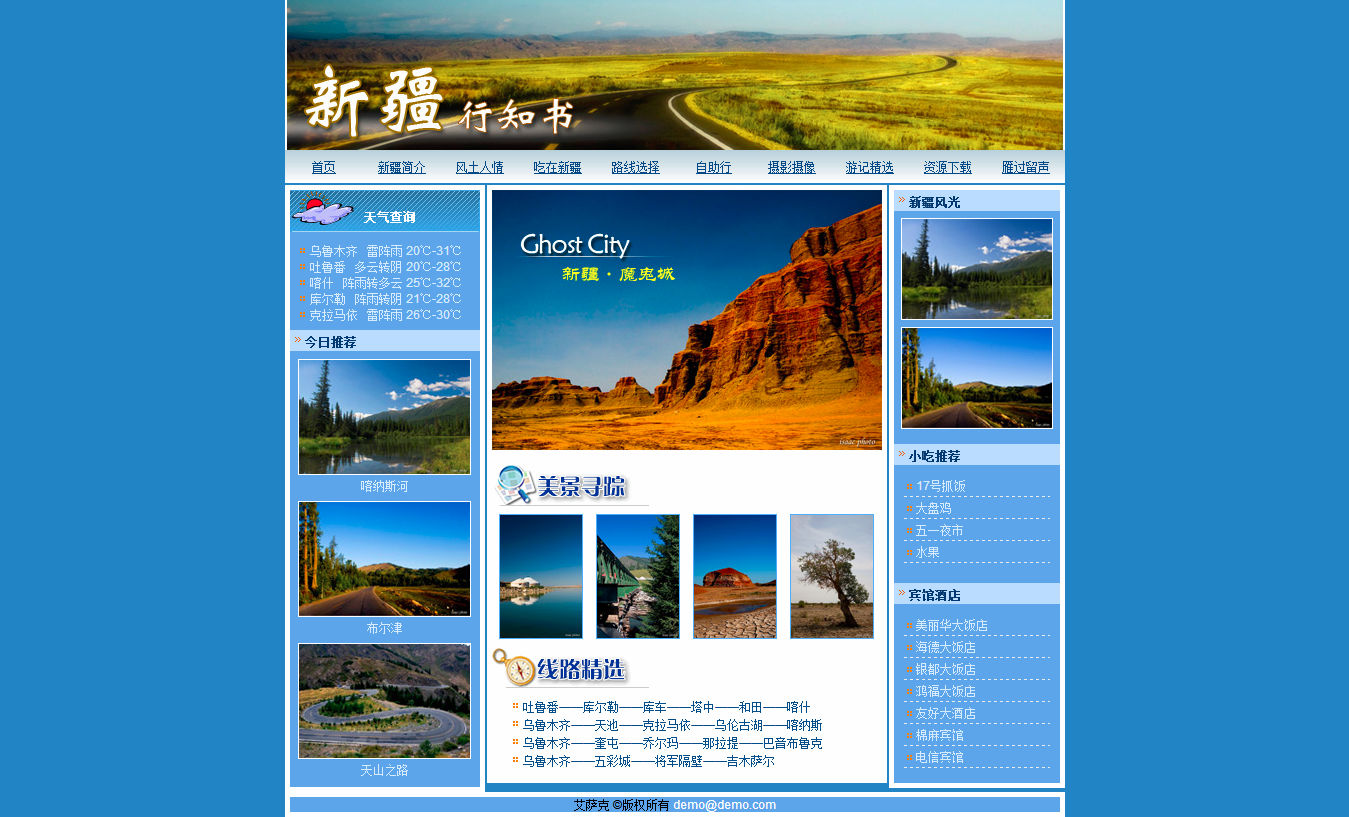 新疆 行知书
首页 新疆简介 风土人情 吃在新疆 路线选择 自助行 摄影摄像 游记精选 资源下载 雁过留声
天气查询
乌鲁木齐 雷阵雨 20℃-31℃
吐鲁番 多云转阴 20℃-28℃
喀什 阵雨转多云 25℃-32℃
库尔勒 阵雨转阴 21℃-28℃
克拉马依 雷阵雨 26℃-30℃
今日推荐
喀纳斯河
布尔津
天山之路
Ghost City
新疆·魔鬼城
isaac photo
美景寻踪
线路精选
吐鲁番——库尔勒——库车——塔中——和田——喀什
乌鲁木齐——天池——克拉马依——乌伦古湖——喀纳斯
乌鲁木齐——奎屯——乔尔玛——那拉提——巴音布鲁克
乌鲁木齐——五彩城——将军隔壁——吉木萨尔
新疆风光
小吃推荐
17号抓饭
大盘鸡
五一夜市
水果
宾馆酒店
美丽华大饭店
海德大饭店
银都大饭店
鸿福大饭店
友好大酒店
棉麻宾馆
电信宾馆
艾萨克 ©版权所有 demo@demo.com